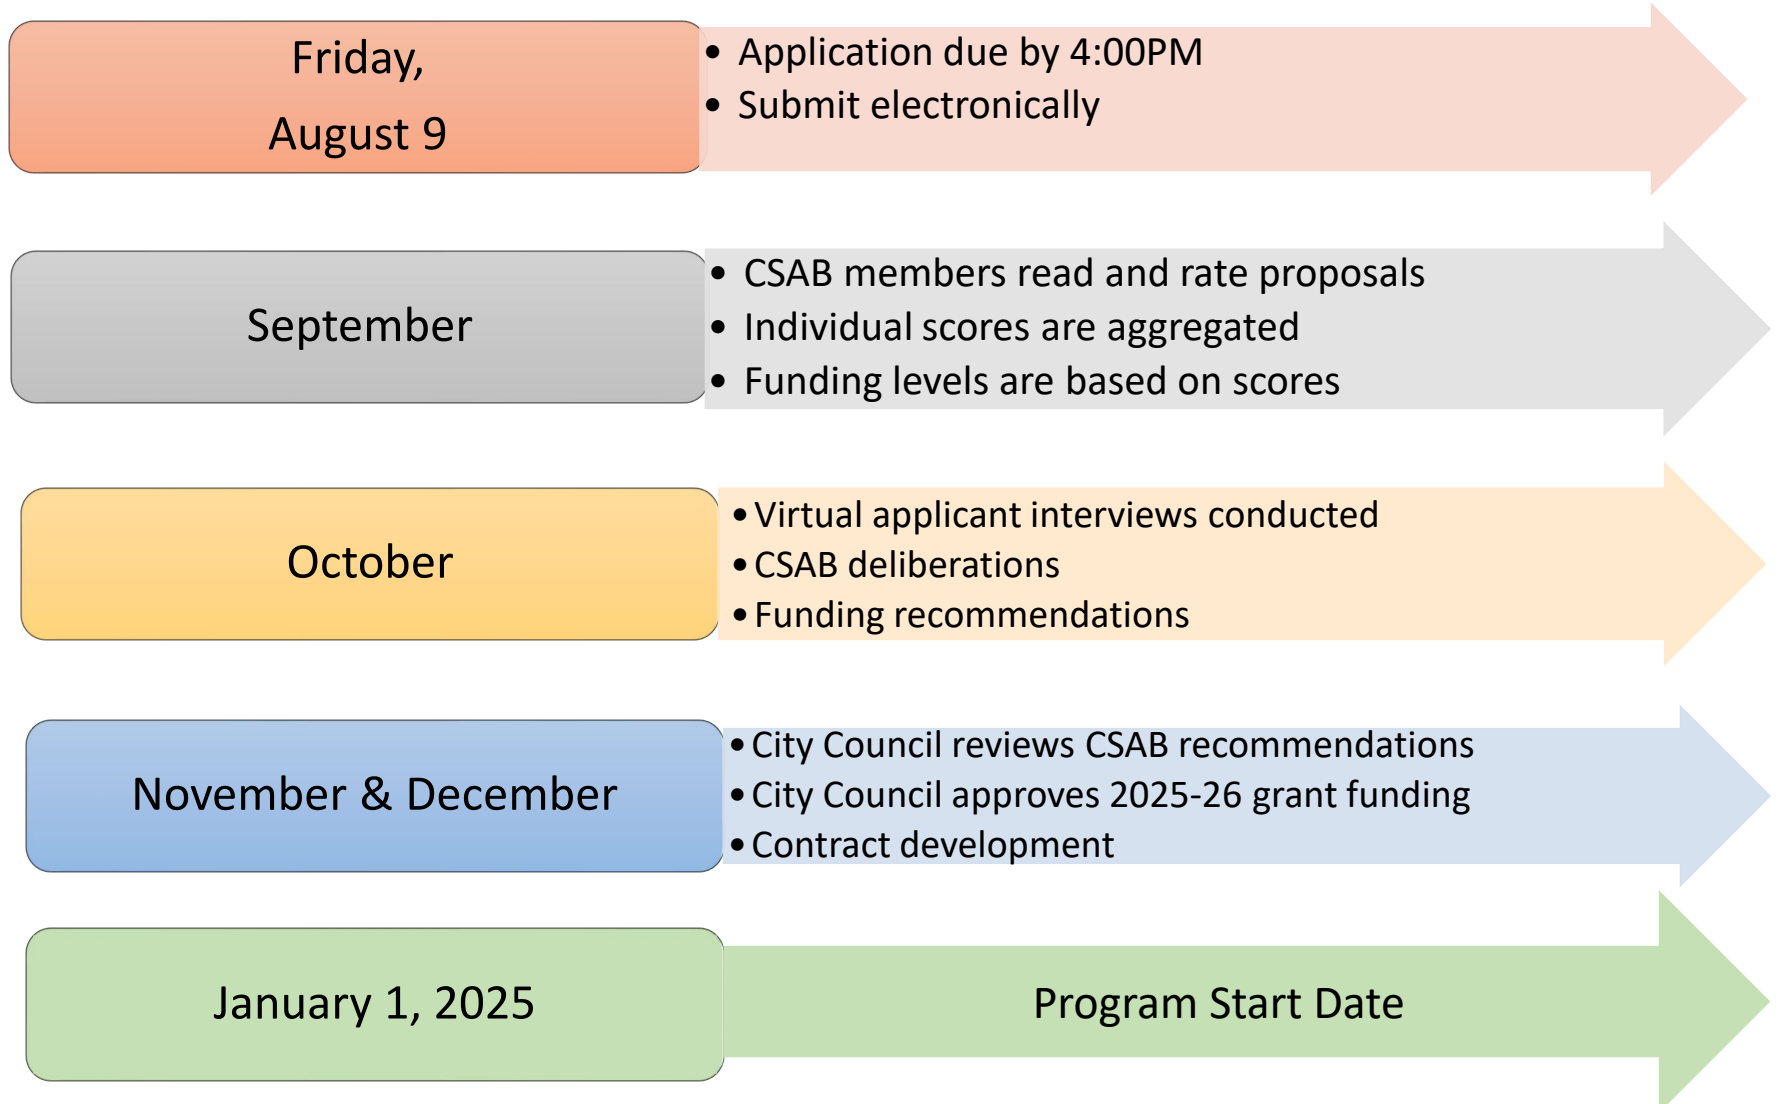 Friday,
August 9
• Application due by 4:00PM
• Submit electronically
September
• CSAB members read and rate proposals
• Individual scores are aggregated
• Funding levels are based on scores
October
•Virtual applicant interviews conducted
•CSAB deliberations
•Funding recommendations
November & December
•City Council reviews CSAB recommendations
•City Council approves 2025-26 grant funding
•Contract development
January 1, 2025
Program Start Date